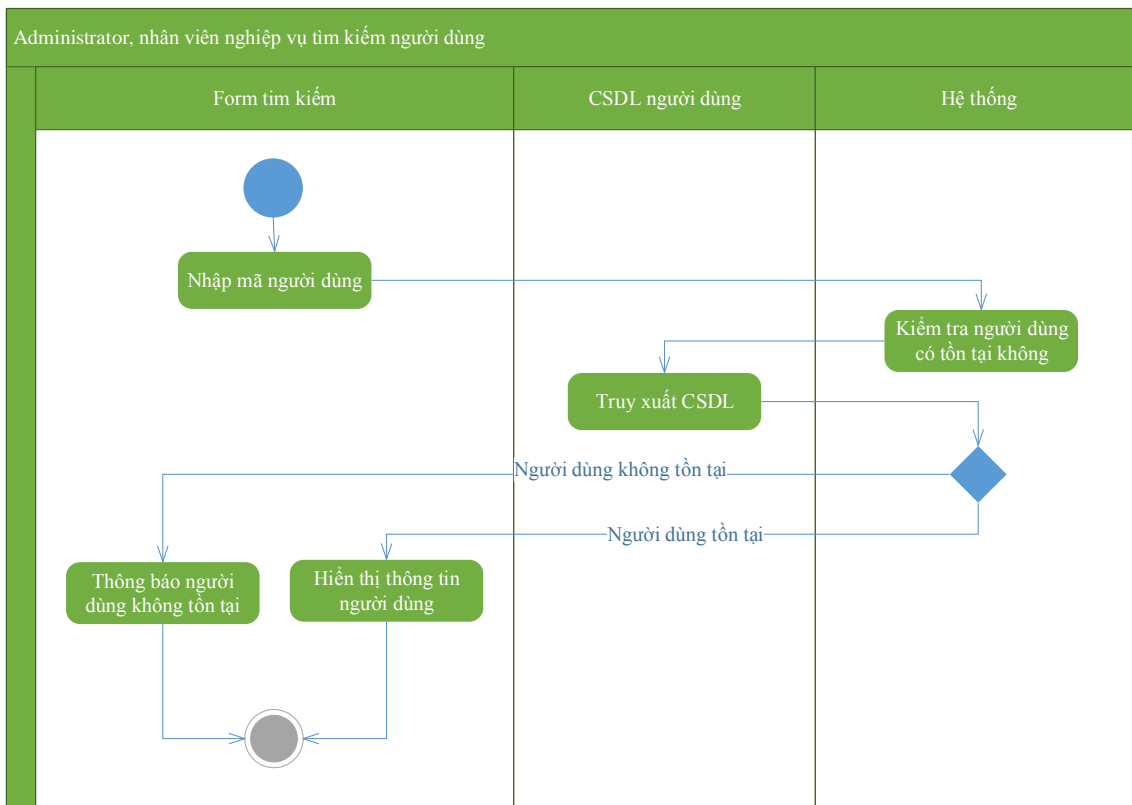 Administrator, nhân viên nghiệp vụ tìm kiếm người dùng
Form tim kiếm
CSDL người dùng
Hệ thống
Nhập mã người dùng
Kiểm tra người dùng
có tồn tại không
Truy xuất CSDL
Người dùng không tồn tại
Người dùng tồn tại
Thông báo người
dùng không tồn tại
Hiển thị thông tin
người dùng